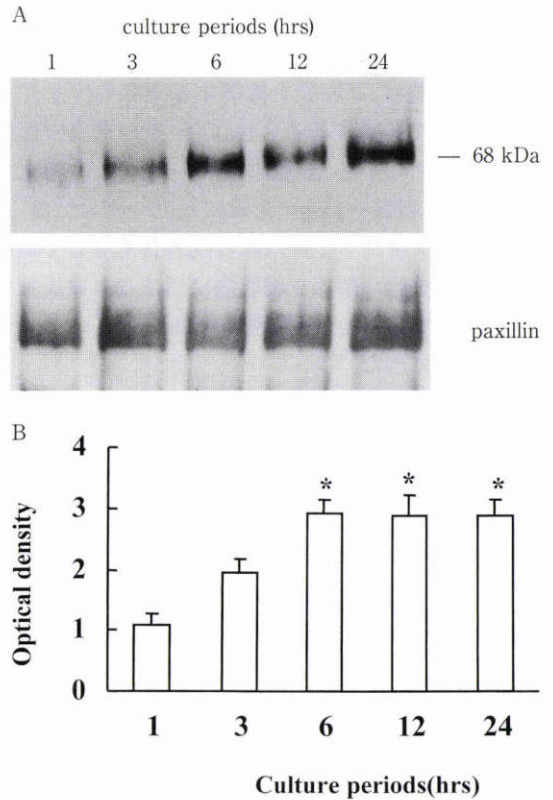 A
culture periods (hrs)
1 3 6 12 24
— 68 kDa
paxillin
B
4
3
2
1
0
Optical density
* * *
1 3 6 12 24
Culture periods(hrs)